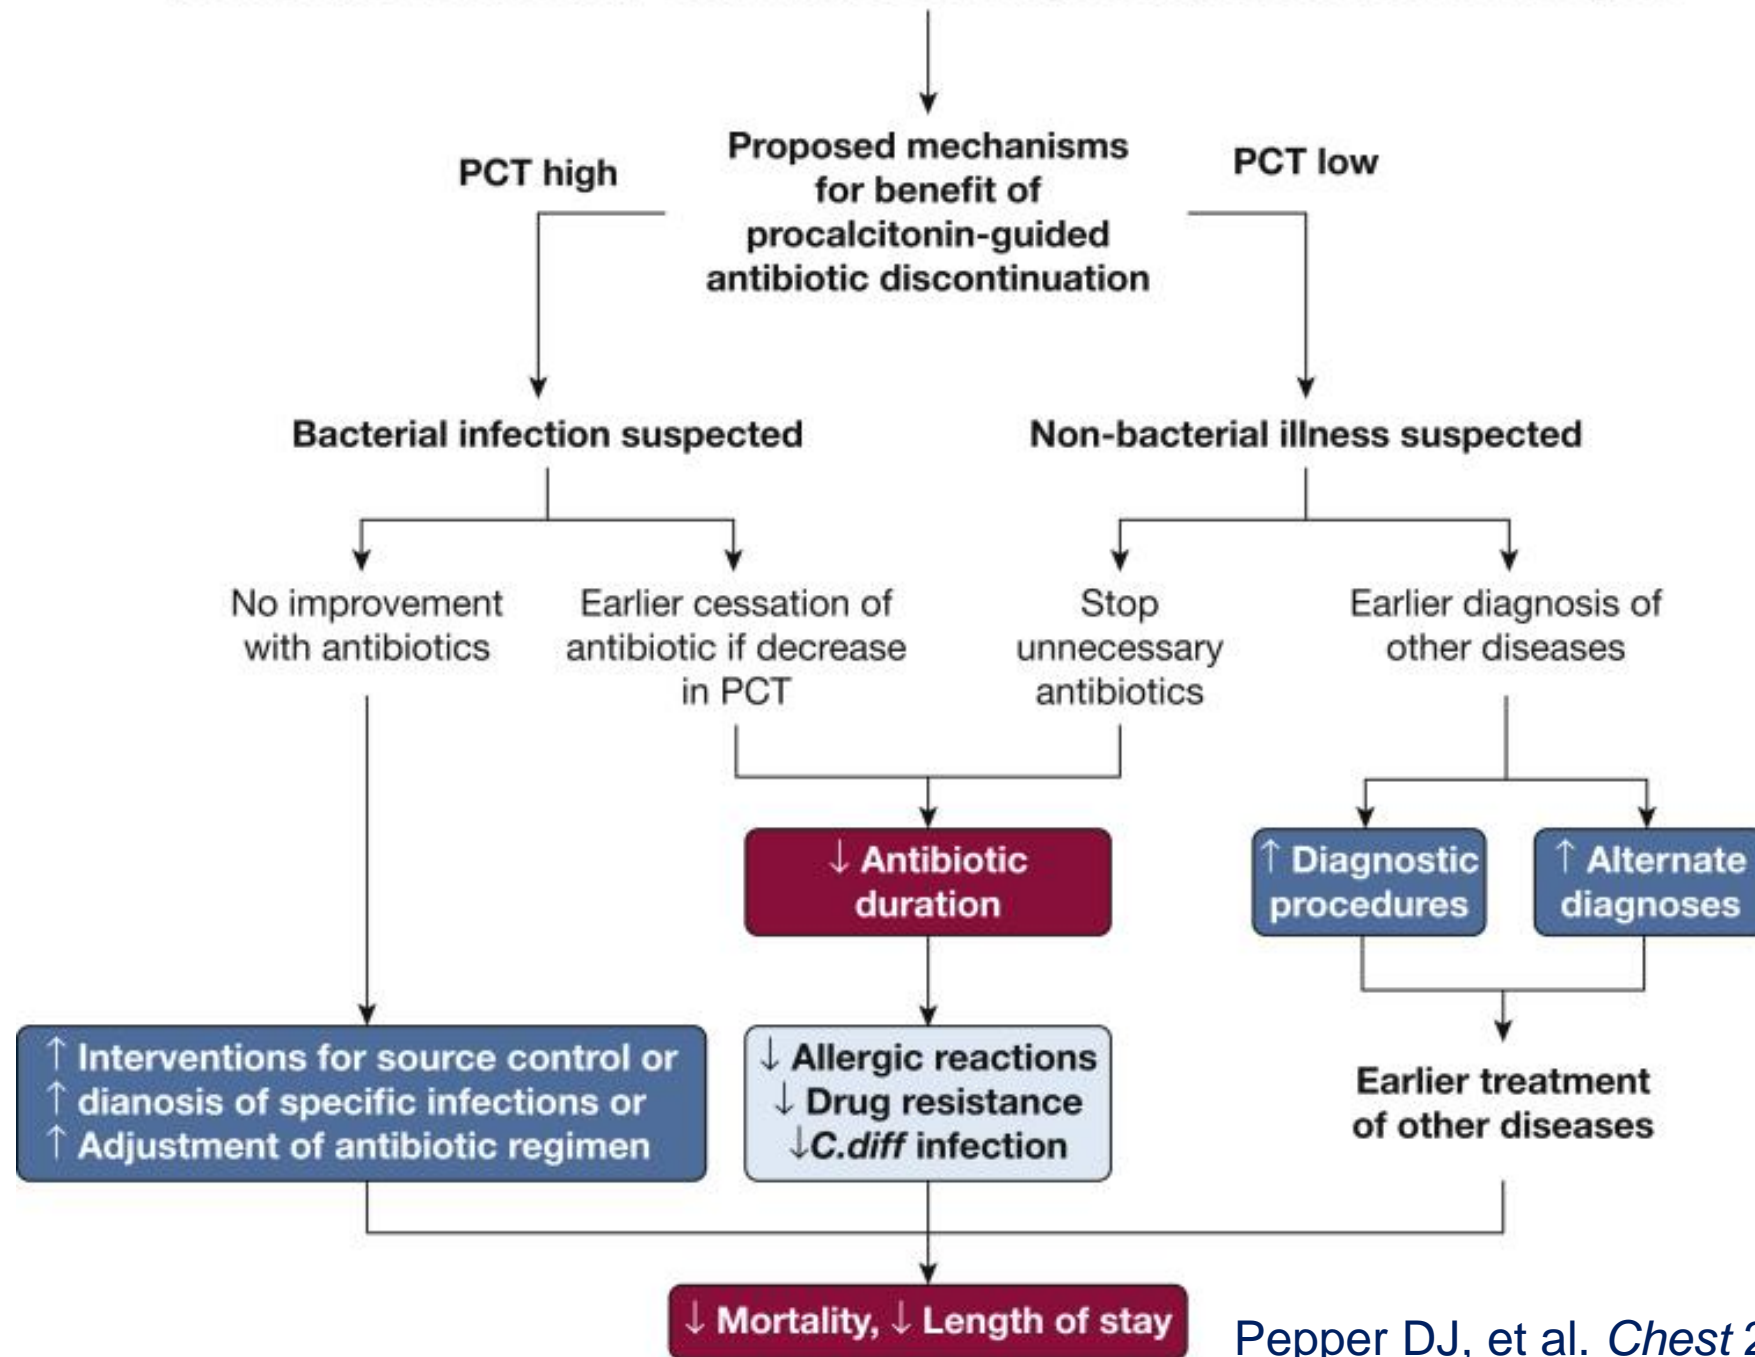 Proposed mechanisms
for benefit of
procalcitonin-guided
antibiotic discontinuation
PCT high
PCT low
Bacterial infection suspected
Non-bacterial illness suspected
No improvement
with antibiotics
Earlier cessation of
antibiotic if decrease
in PCT
Stop
unnecessary
antibiotics
Earlier diagnosis of
other diseases
↓ Antibiotic
duration
↑ Diagnostic
procedures
↑ Alternate
diagnoses
↑ Interventions for source control or
↑ dianosis of specific infections or
↑ Adjustment of antibiotic regimen
↓ Allergic reactions
↓ Drug resistance
↓C.diff infection
Earlier treatment
of other diseases
↓ Mortality, ↓ Length of stay
Pepper DJ, et al. Chest 2